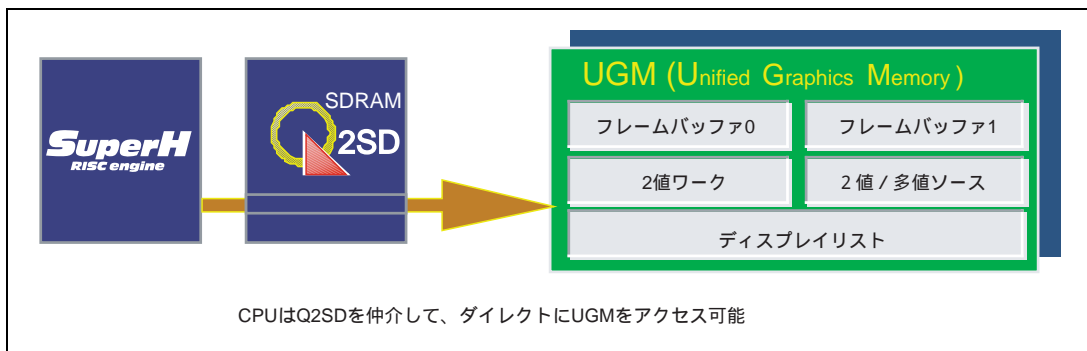 SuperH
RISC engine
SDRAM
Q2SD
UGM (Unified Graphics Memory)
フレームバッファ0
フレームバッファ1
2値ワーク
2値/多値ソース
ディスプレイリスト
CPUはQ2SDを仲介して、ダイレクトにUGMをアクセス可能